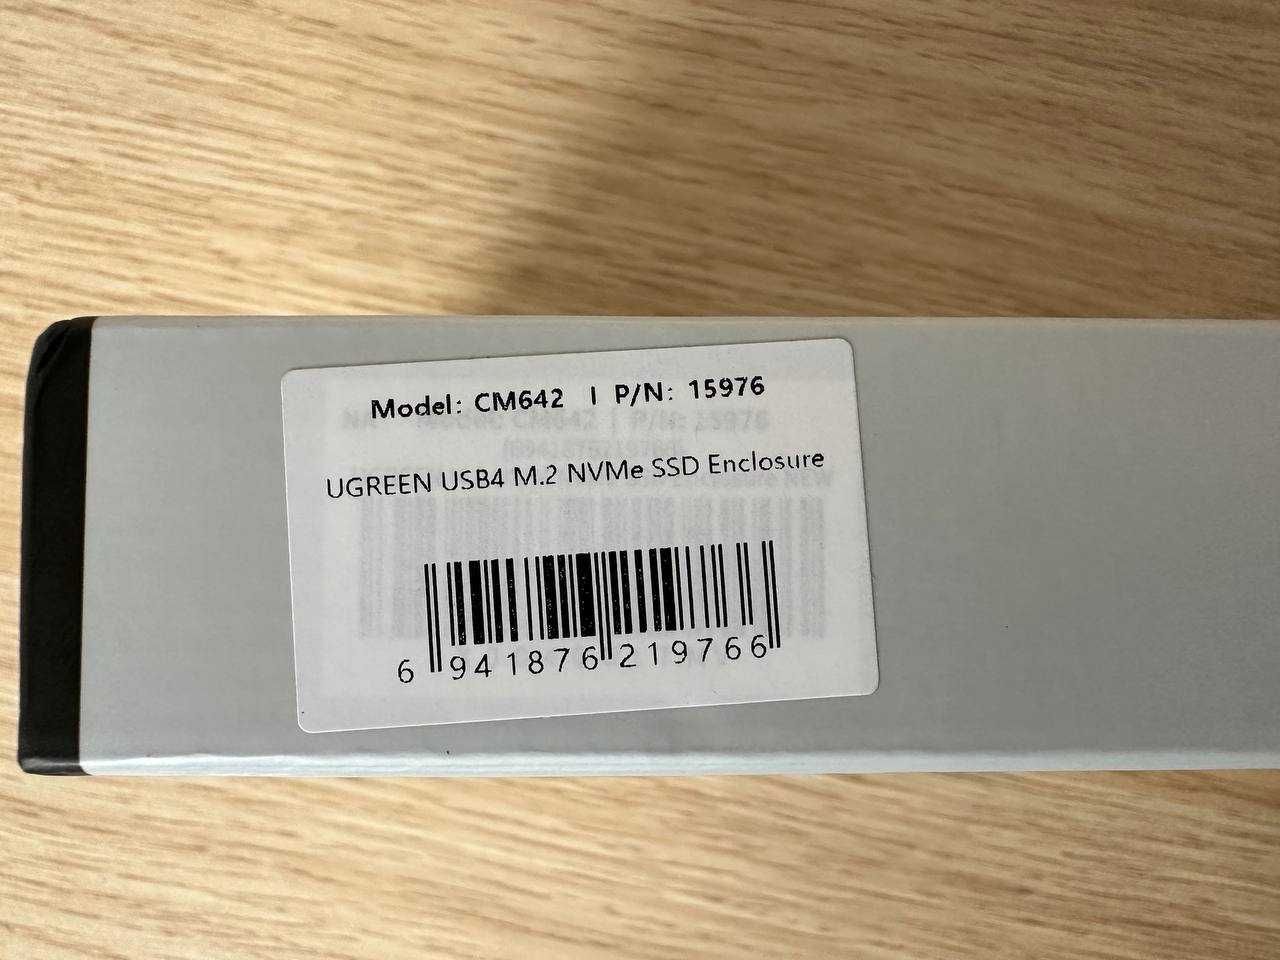 Model: CM642 | P/N: 15976
UGREEN USB4 M.2 NVMe SSD Enclosure
6 941876 219766